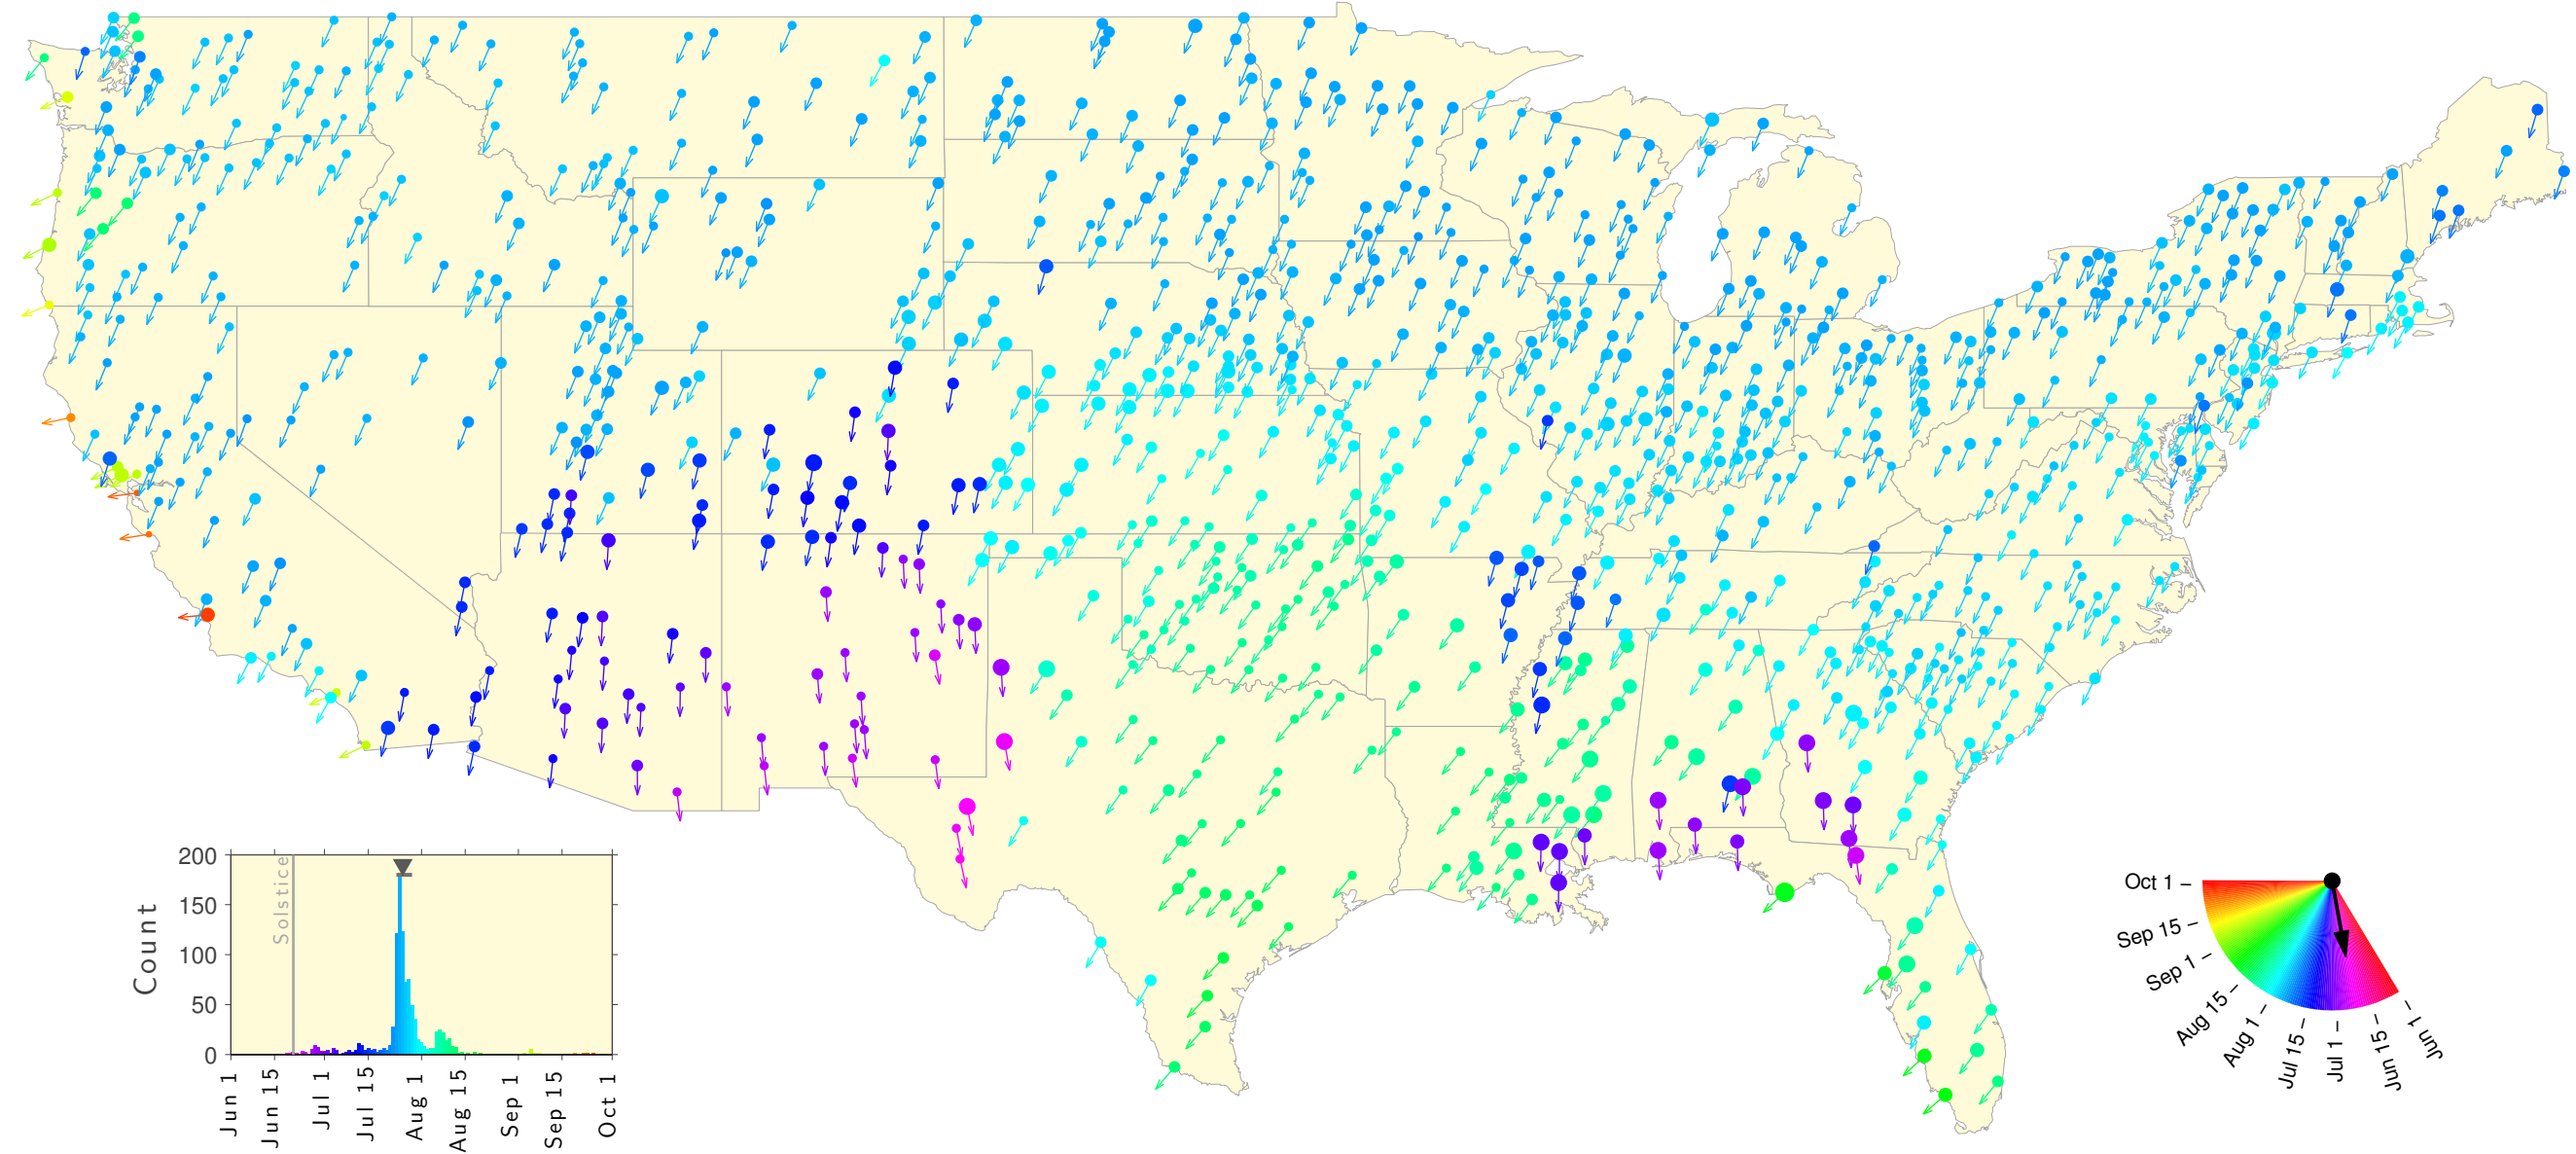 200
150
100
50
0
Count
Solstice
Jun 1
Jun 15
Jul 1
Jul 15
Aug 1
Aug 15
Sep 1
Sep 15
Oct 1
Oct 1 –
Sep 15 –
Sep 1 –
Aug 15 –
Aug 1 –
Jul 15 –
Jul 1 –
Jun 15 –
Jun 1 –